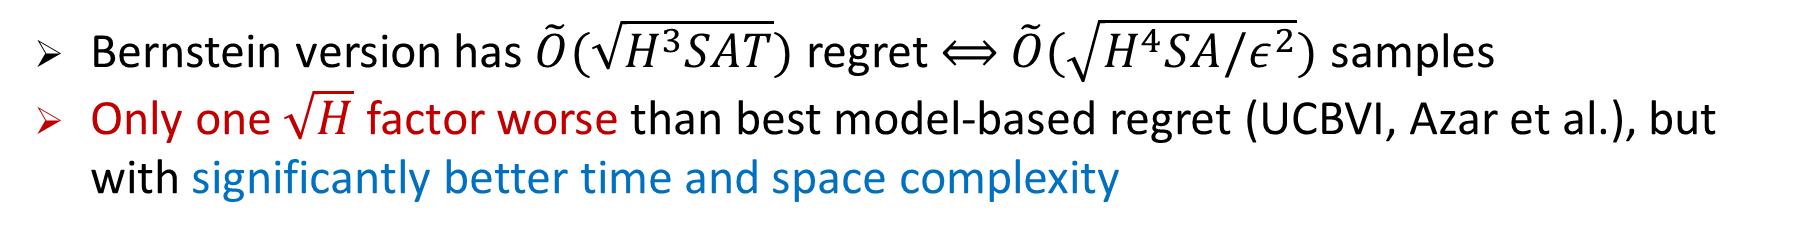 ➢ Bernstein version has Õ(√H³SAT) regret ⟺ Õ(√H⁴SA/ϵ²) samples
➢ Only one √H factor worse than best model-based regret (UCBVI, Azar et al.), but
with significantly better time and space complexity